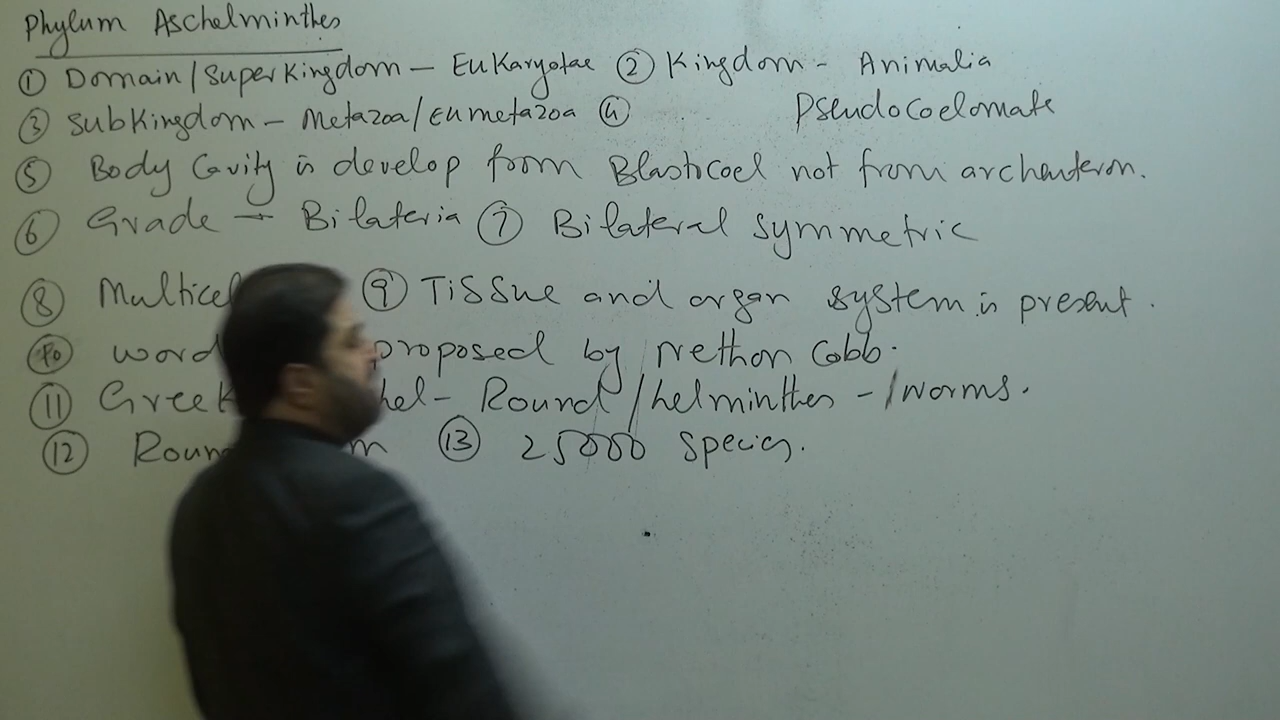 Phylum Aschelminthes
① Domain/Superkingdom – Eukaryotae ② Kingdom - Animalia
③ Subkingdom – Metazoa/Eumetazoa ④ Pseudocoelomate
⑤ Body Cavity is develop from Blastocoel not from archenteron.
⑥ Grade → Bilateria ⑦ Bilateral Symmetric
⑧ Multicel ⑨ Tissue and organ system is present.
⑩ word proposed by Nethon Cobb.
⑪ Greek hel- Round/helminthes - worms.
⑫ Roun m ⑬ 25000 Species.